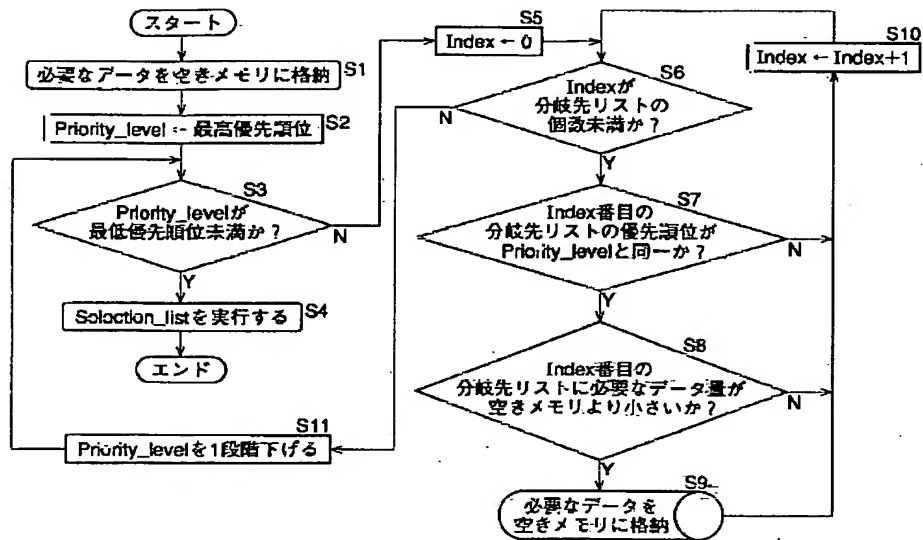 スタート
必要なデータを空きメモリに格納
S1
Priority_level ← 最高優先順位
S2
S3
Priority_levelが
最低優先順位未満か?
N
Y
Selection_listを実行する
S4
エンド
S11
Priority_levelを1段階下げる
S5
Index ← 0
S6
Indexが
分岐先リストの
個数未満か?
N
Y
S7
Index番目の
分岐先リストの優先順位が
Priority_levelと同一か?
N
Y
S8
Index番目の
分岐先リストに必要なデータ量が
空きメモリより小さいか?
N
Y
S9
必要なデータを
空きメモリに格納
S10
Index ← Index+1